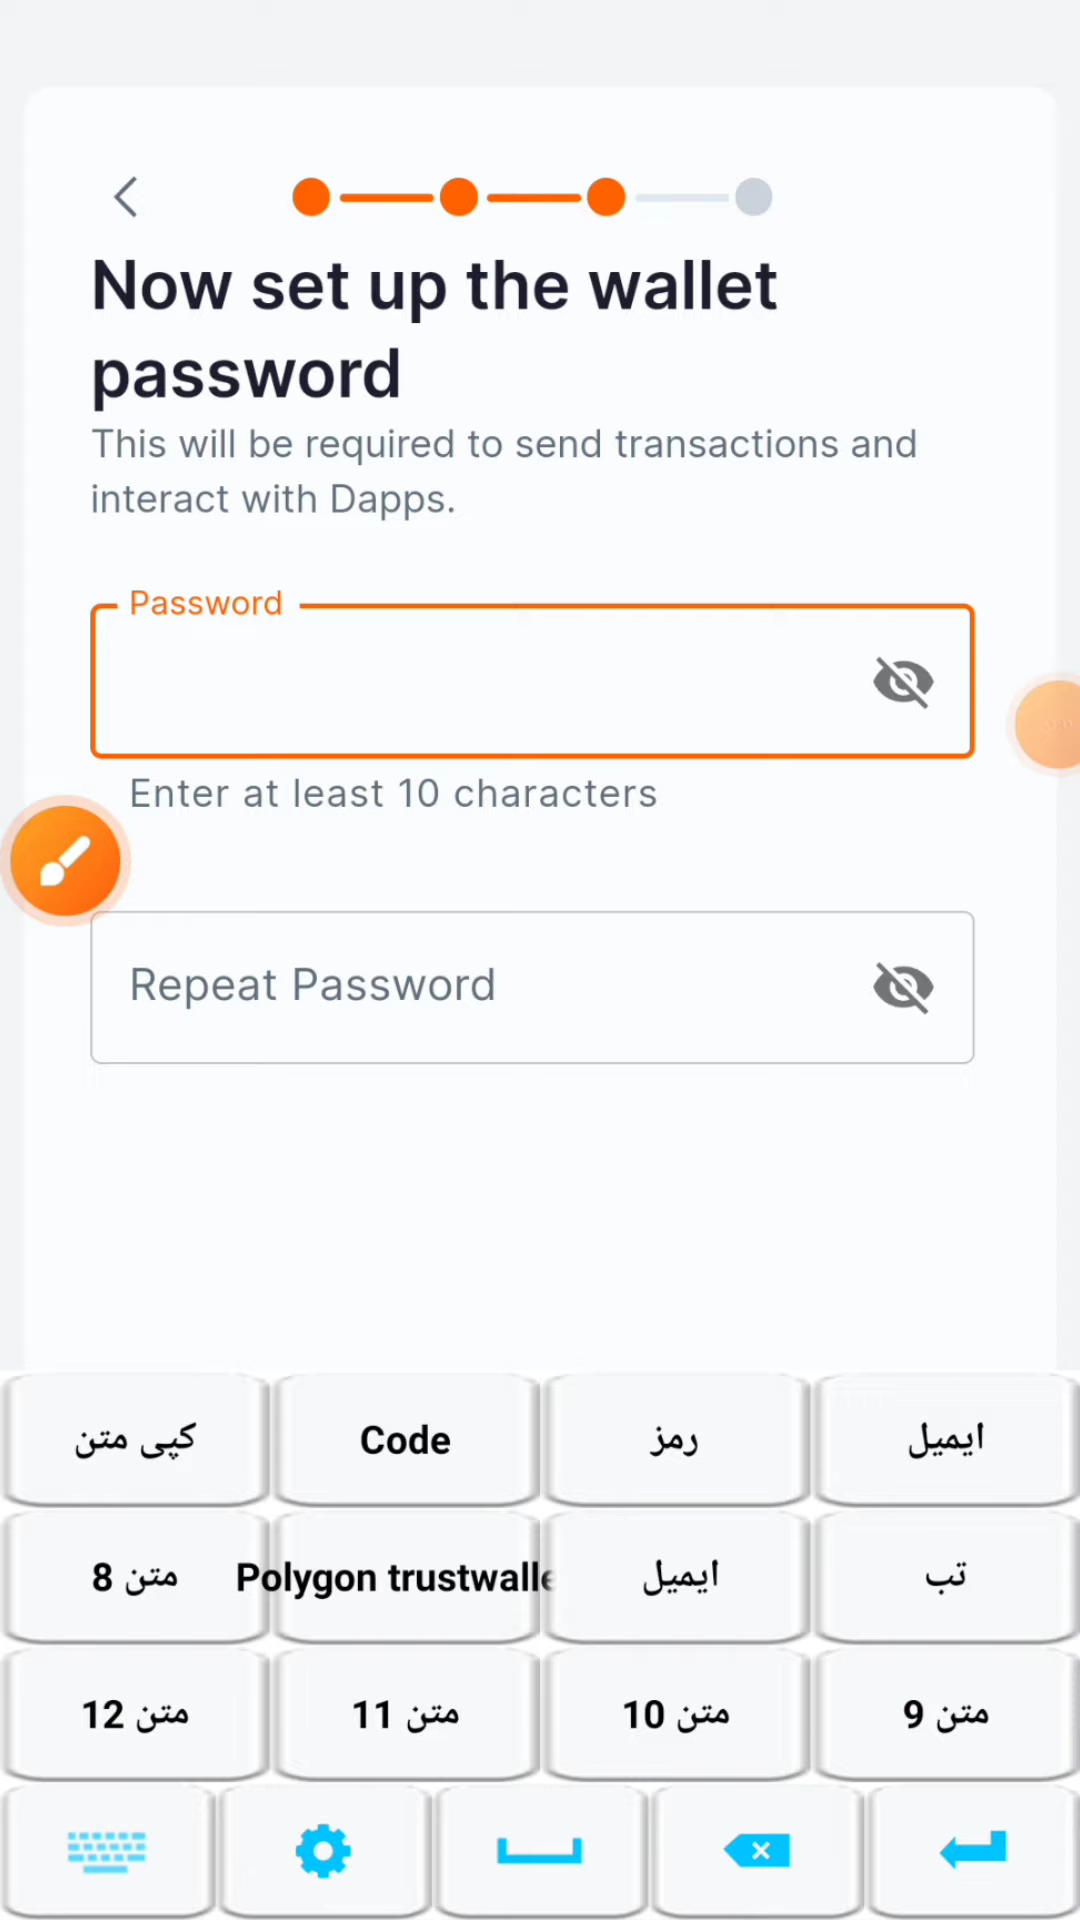 Now set up the wallet
password
This will be required to send transactions and
interact with Dapps.
Password
Enter at least 10 characters
Repeat Password
کپی متن
Code
رمز
ایمیل
متن 8
Polygon trustwalle
ایمیل
تب
متن 12
متن 11
متن 10
متن 9